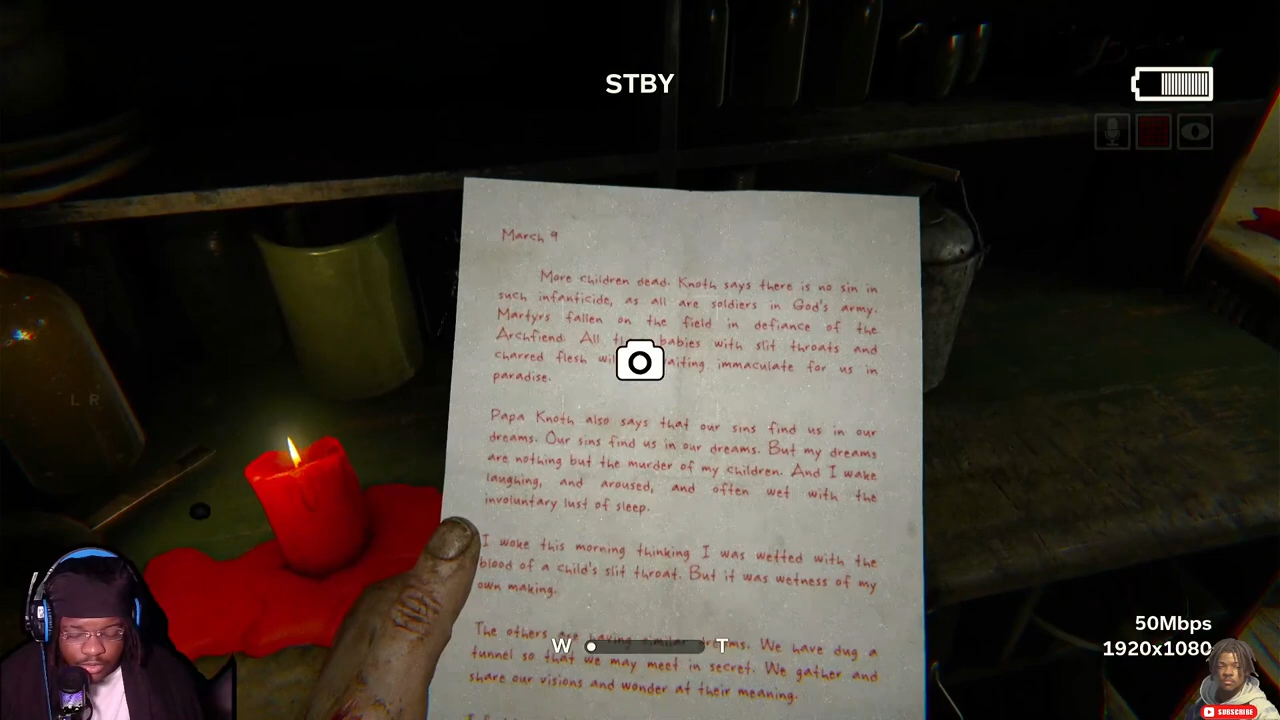 STBY
March 9
More children dead. Knoth says there is no sin in
such infanticide, as all are soldiers in God's army.
Martyrs fallen on the field in defiance of the
Archfiend. All babies with slit throats and
charred flesh waiting immaculate for us in
paradise.
Papa Knoth also says that our sins find us in our
dreams. Our sins find us in our dreams. But my dreams
are nothing but the murder of my children. And I wake
laughing, and aroused, and often wet with the
involuntary lust of sleep.
I woke this morning thinking I was wetted with the
blood of a child's slit throat. But it was wetness of my
own making.
The others are having similar dreams. We have dug a
tunnel so that we may meet in secret. We gather and
share our visions and wonder at their meaning.
W T
L R
50Mbps
1920x1080
SUBSCRIBE